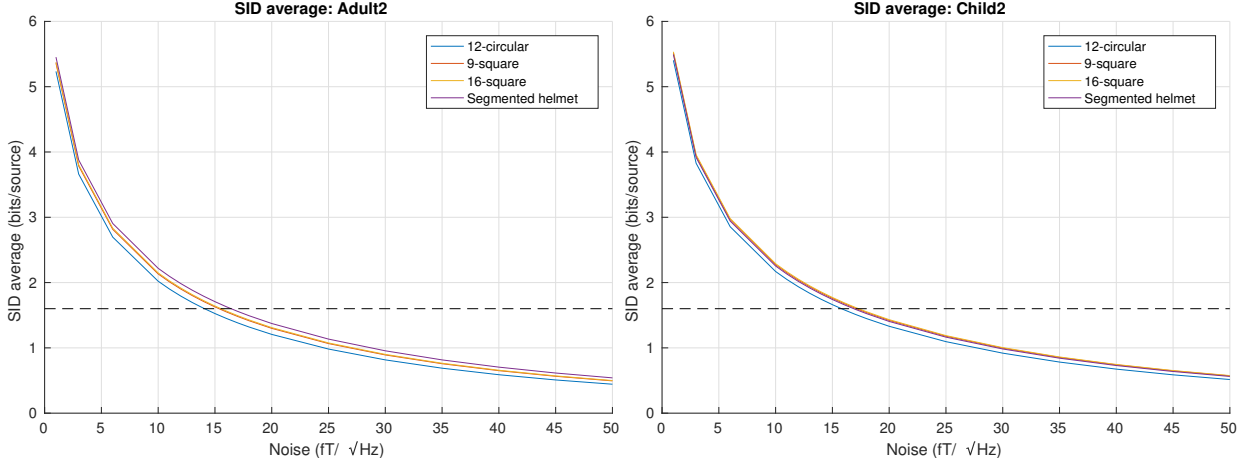 SID average: Adult2
SID average (bits/source)
6
5
4
3
2
1
0
12-circular
9-square
16-square
Segmented helmet
0 5 10 15 20 25 30 35 40 45 50
Noise (fT/ √Hz)
SID average: Child2
SID average (bits/source)
6
5
4
3
2
1
0
12-circular
9-square
16-square
Segmented helmet
0 5 10 15 20 25 30 35 40 45 50
Noise (fT/ √Hz)